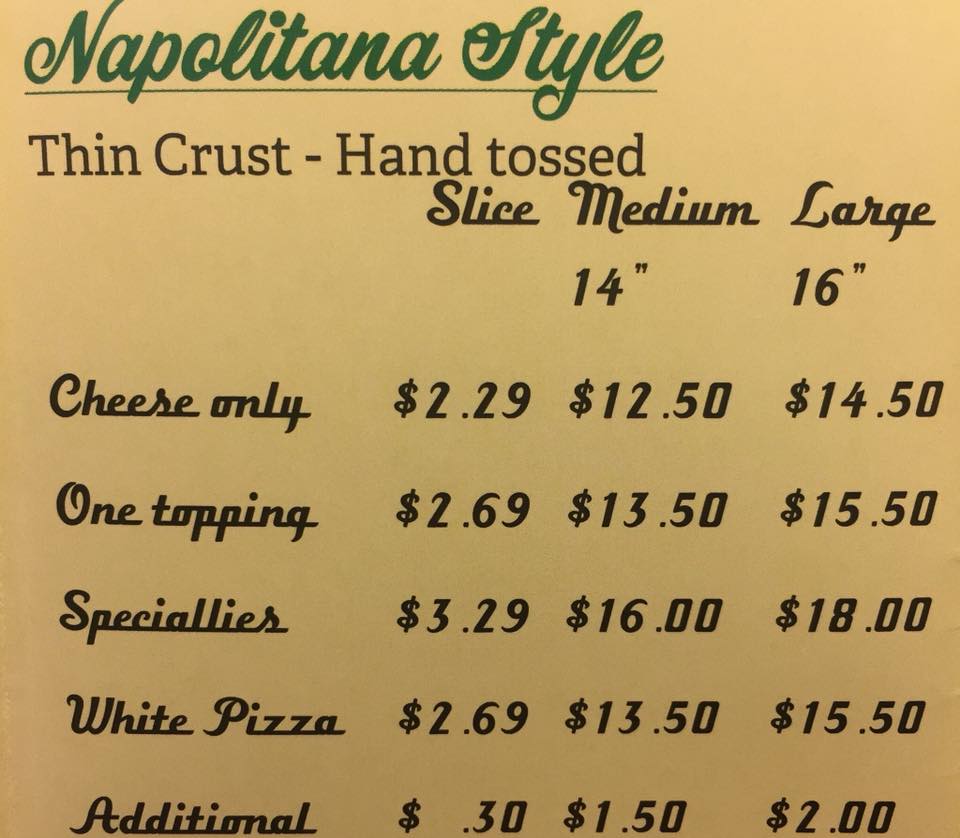 Napolitana Style
Thin Crust - Hand tossed
Slice Medium Large
14" 16"
Cheese only $2.29 $12.50 $14.50
One topping $2.69 $13.50 $15.50
Speciallies $3.29 $16.00 $18.00
White Pizza $2.69 $13.50 $15.50
Additional $ .30 $1.50 $2.00